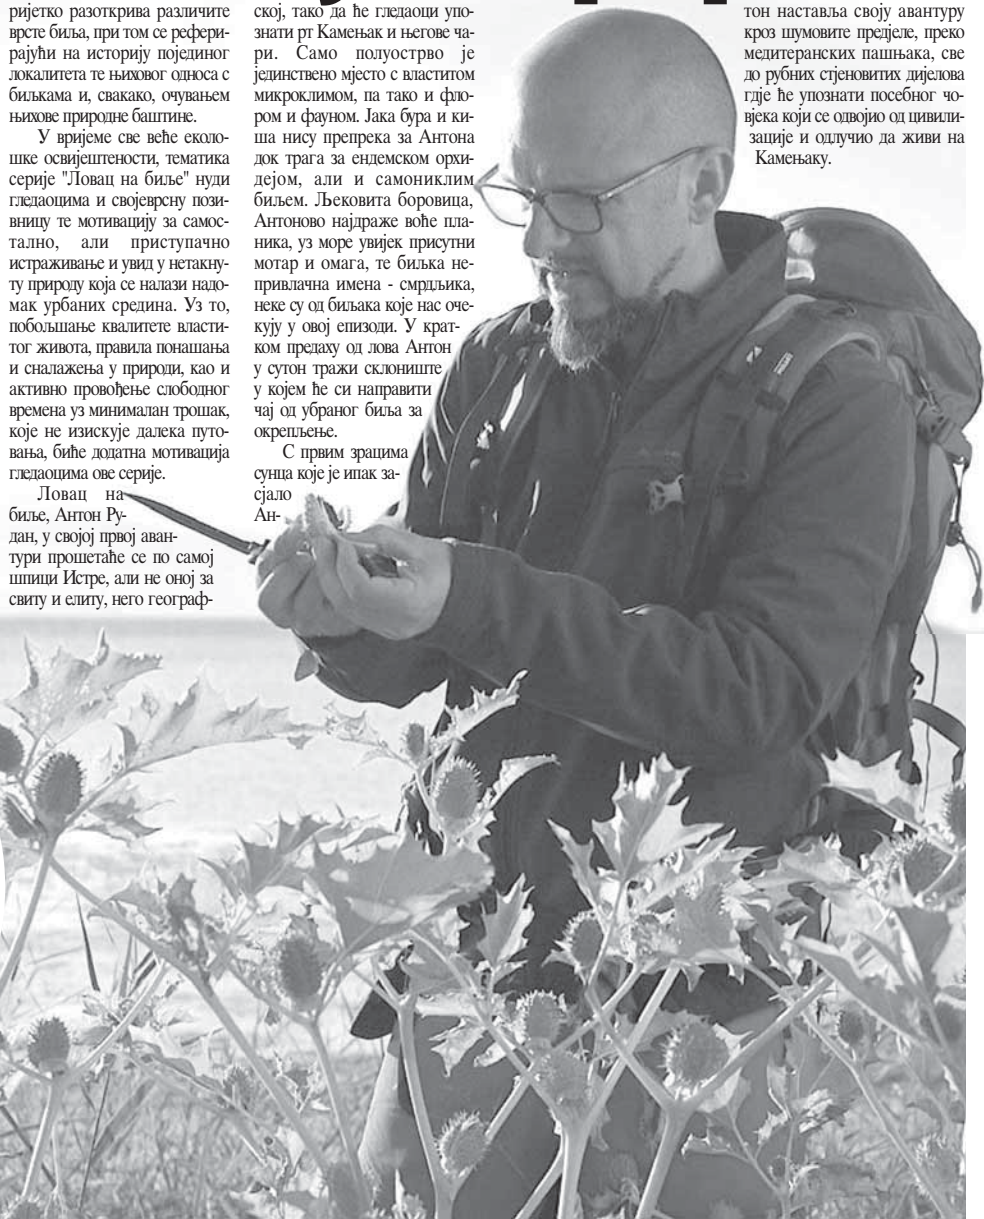 ријетко разоткрива различите
врсте биља, при том се рефери-
рајући на историју појединог
локалитета те њиховог односа с
биљкама и, свакако, очувањем
њихове природне баштине.
У вријеме све веће еколо-
шке освијештености, тематика
серије "Ловац на биље" нуди
гледаоцима и својеврсну пози-
вницу те мотивацију за самос-
тално, али приступачно
истраживање и увид у нетакну-
ту природу која се налази надо-
мак урбаних средина. Уз то,
побољшање квалитете власти-
тог живота, правила понашања
и сналажења у природи, као и
активно провођење слободног
времена уз минималан трошак,
које не изискује далека путо-
вања, биће додатна мотивација
гледаоцима ове серије.
Ловац на
биље, Антон Ру-
дан, у својој првој аван-
тури прошетаће се по самој
шпици Истре, али не оној за
свиту и елиту, него географ-
ској, тако да ће гледаоци упо-
знати рт Камењак и његове ча-
ри. Само полуострво је
јединствено мјесто с властитом
микроклимом, па тако и фло-
ром и фауном. Јака бура и ки-
ша нису препрека за Антона
док трага за ендемском орхи-
дејом, али и самониклим
биљем. Љековита боровица,
Антоново најдраже воће пла-
ника, уз море увијек присутни
мотар и омага, те биљка не-
привлачна имена - смрдљика,
неке су од биљака које нас оче-
кују у овој епизоди. У крат-
ком предаху од лова Антон
у сутон тражи склониште
у којем ће си направити
чај од убраног биља за
окрепљење.
С првим зрацима
сунца које је ипак за-
сјало
Ан-
тон наставља своју авантуру
кроз шумовите предјеле, преко
медитеранских пашњака, све
до рубних стјеновитих дијелова
гдје ће упознати посебног чо-
вјека који се одвојио од цивили-
зације и одлучио да живи на
Камењаку.